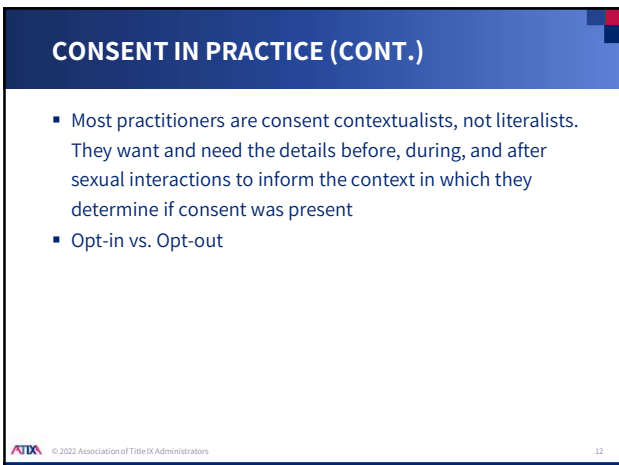 CONSENT IN PRACTICE (CONT.)
▪ Most practitioners are consent contextualists, not literalists.
They want and need the details before, during, and after
sexual interactions to inform the context in which they
determine if consent was present
▪ Opt-in vs. Opt-out
ATIXA © 2022 Association of Title IX Administrators 12